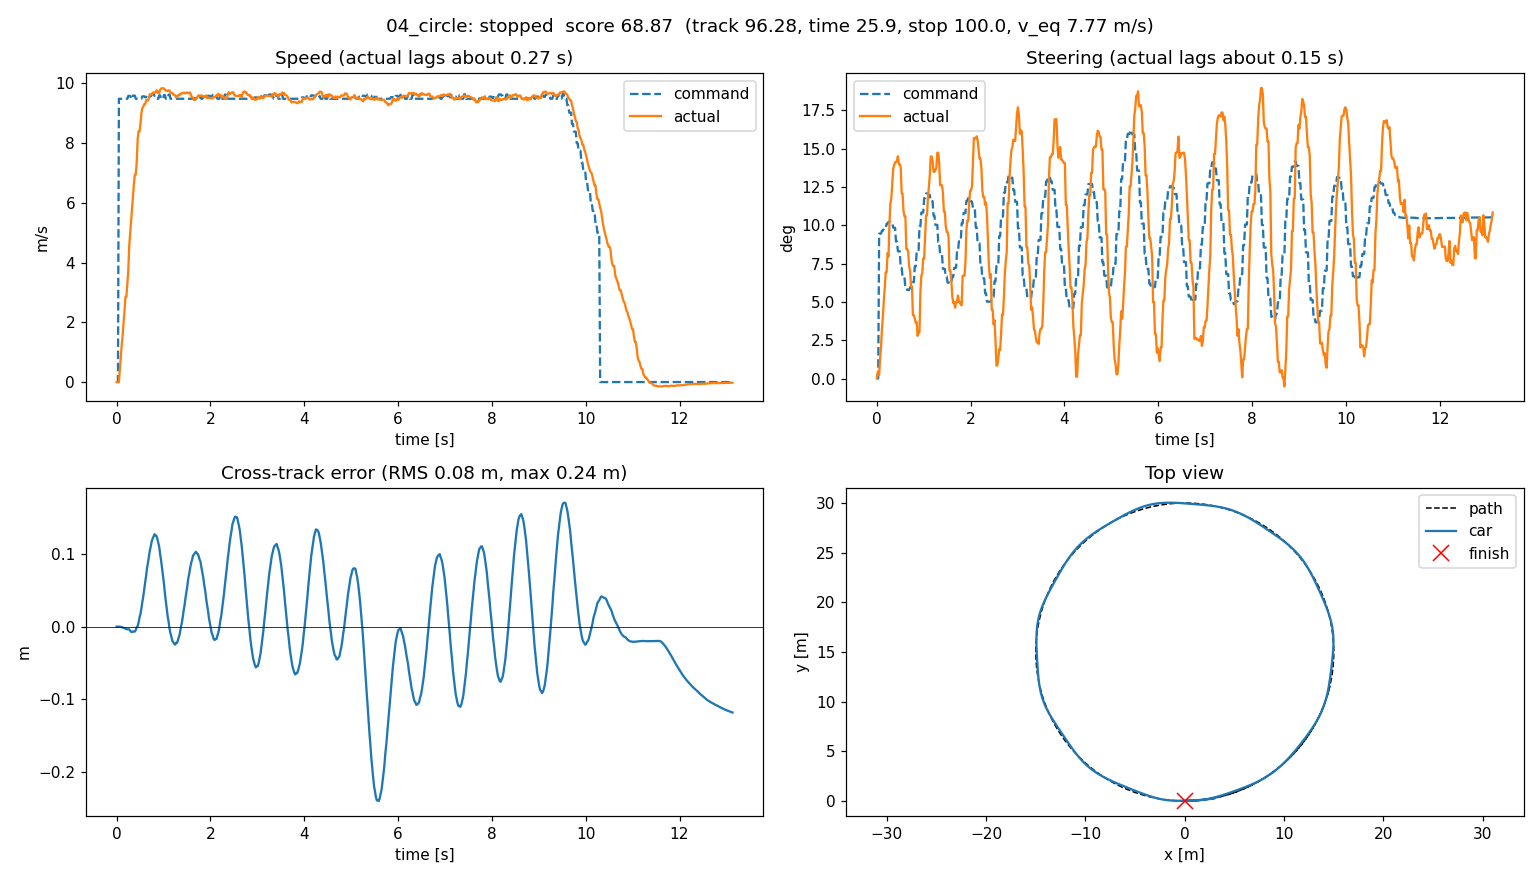 04_circle: stopped  score 68.87  (track 96.28, time 25.9, stop 100.0, v_eq 7.77 m/s)
Speed (actual lags about 0.27 s)
m/s
10
8
6
4
2
0
command
actual
0 2 4 6 8 10 12
time [s]
Steering (actual lags about 0.15 s)
deg
17.5
15.0
12.5
10.0
7.5
5.0
2.5
0.0
command
actual
0 2 4 6 8 10 12
time [s]
Cross-track error (RMS 0.08 m, max 0.24 m)
m
0.1
0.0
−0.1
−0.2
0 2 4 6 8 10 12
time [s]
Top view
y [m]
30
25
20
15
10
5
0
path
car
finish
−30 −20 −10 0 10 20 30
x [m]